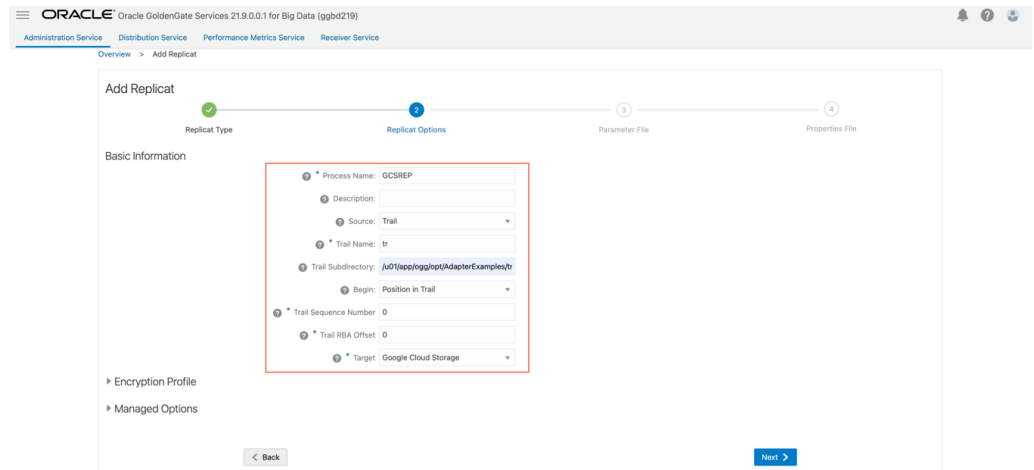 ORACLE Oracle GoldenGate Services 21.9.0.0.1 for Big Data (ggbd219)
Administration Service Distribution Service Performance Metrics Service Receiver Service
Overview > Add Replicat
Add Replicat
2 3 4
Replicat Type Replicat Options Parameter File Properties File
Basic Information
* Process Name: GCSREP
Description:
Source: Trail
* Trail Name: tr
Trail Subdirectory: /u01/app/ogg/opt/AdapterExamples/tr
Begin: Position in Trail
* Trail Sequence Number 0
* Trail RBA Offset 0
* Target Google Cloud Storage
Encryption Profile
Managed Options
< Back Next >